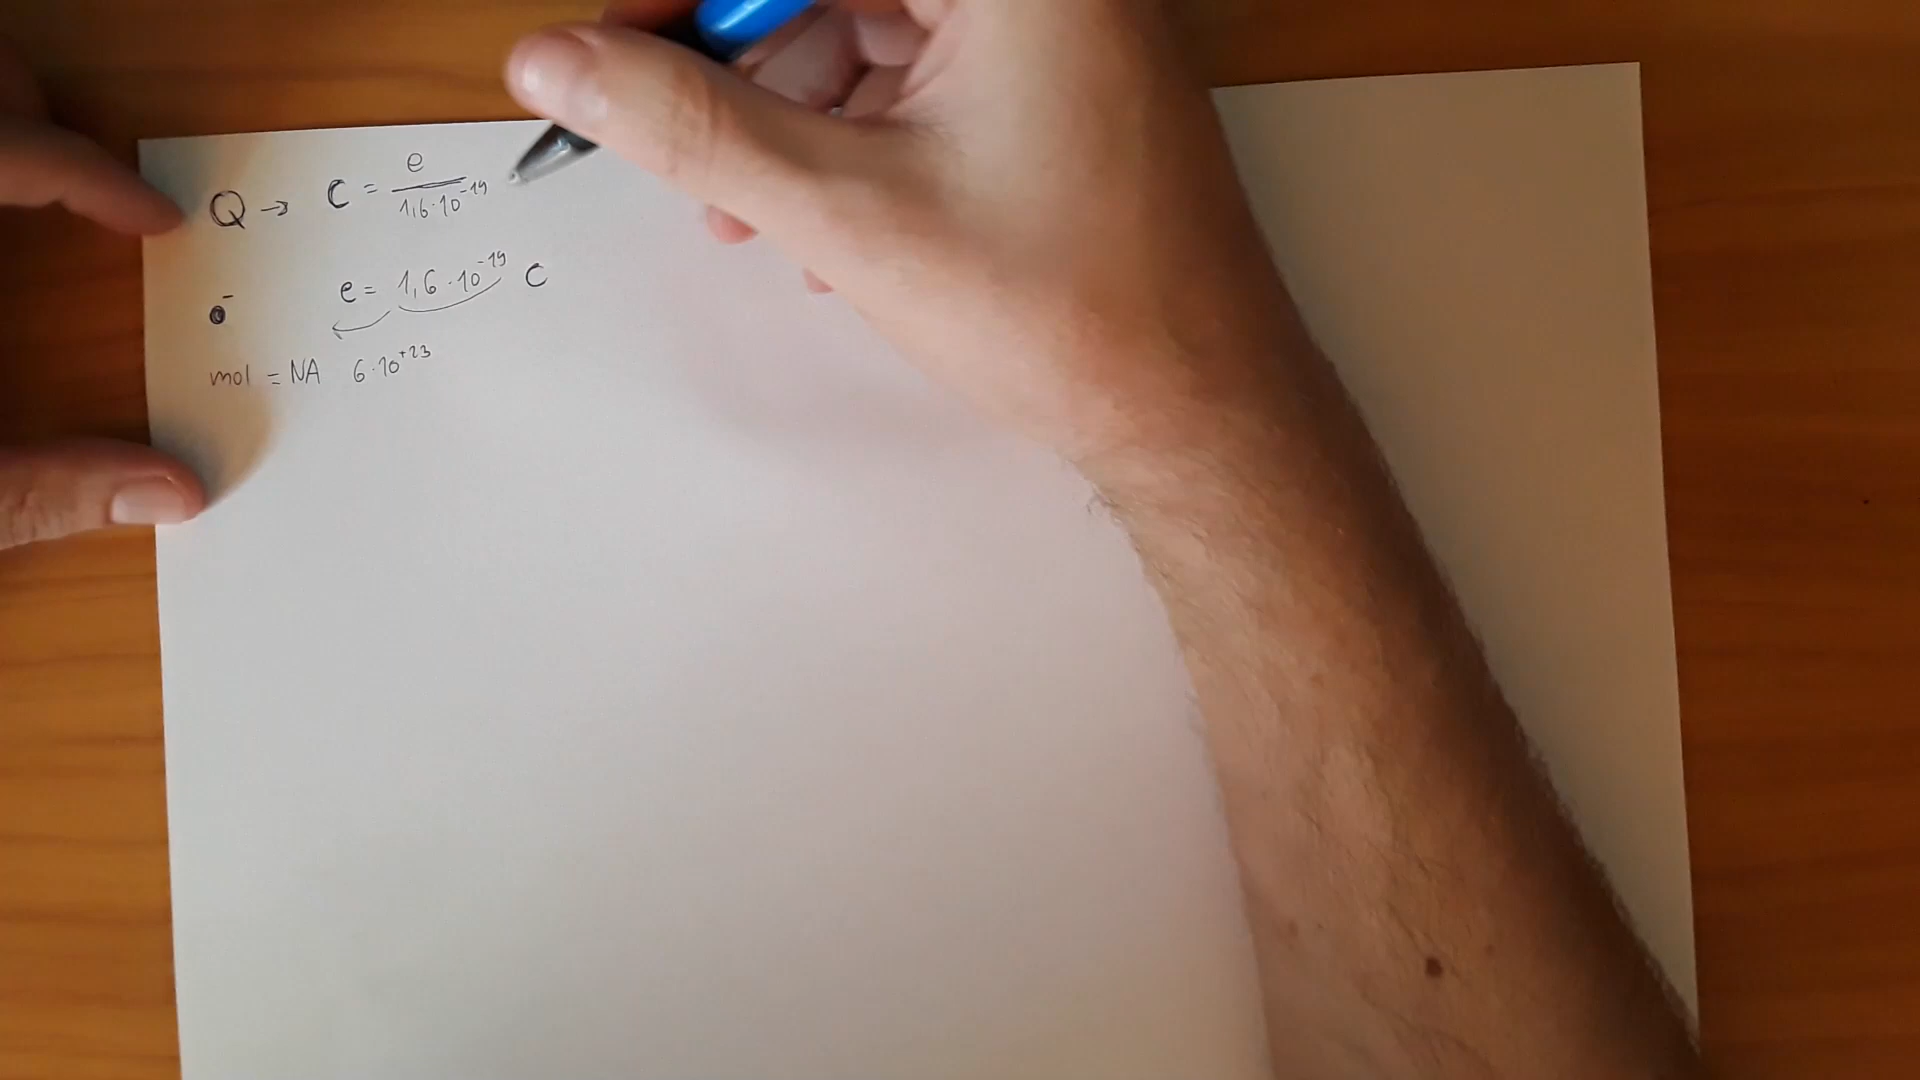 Q → C = e / 1,6·10⁻¹⁹
e⁻ e = 1,6·10⁻¹⁹ C
mol = NA 6·10⁺²³